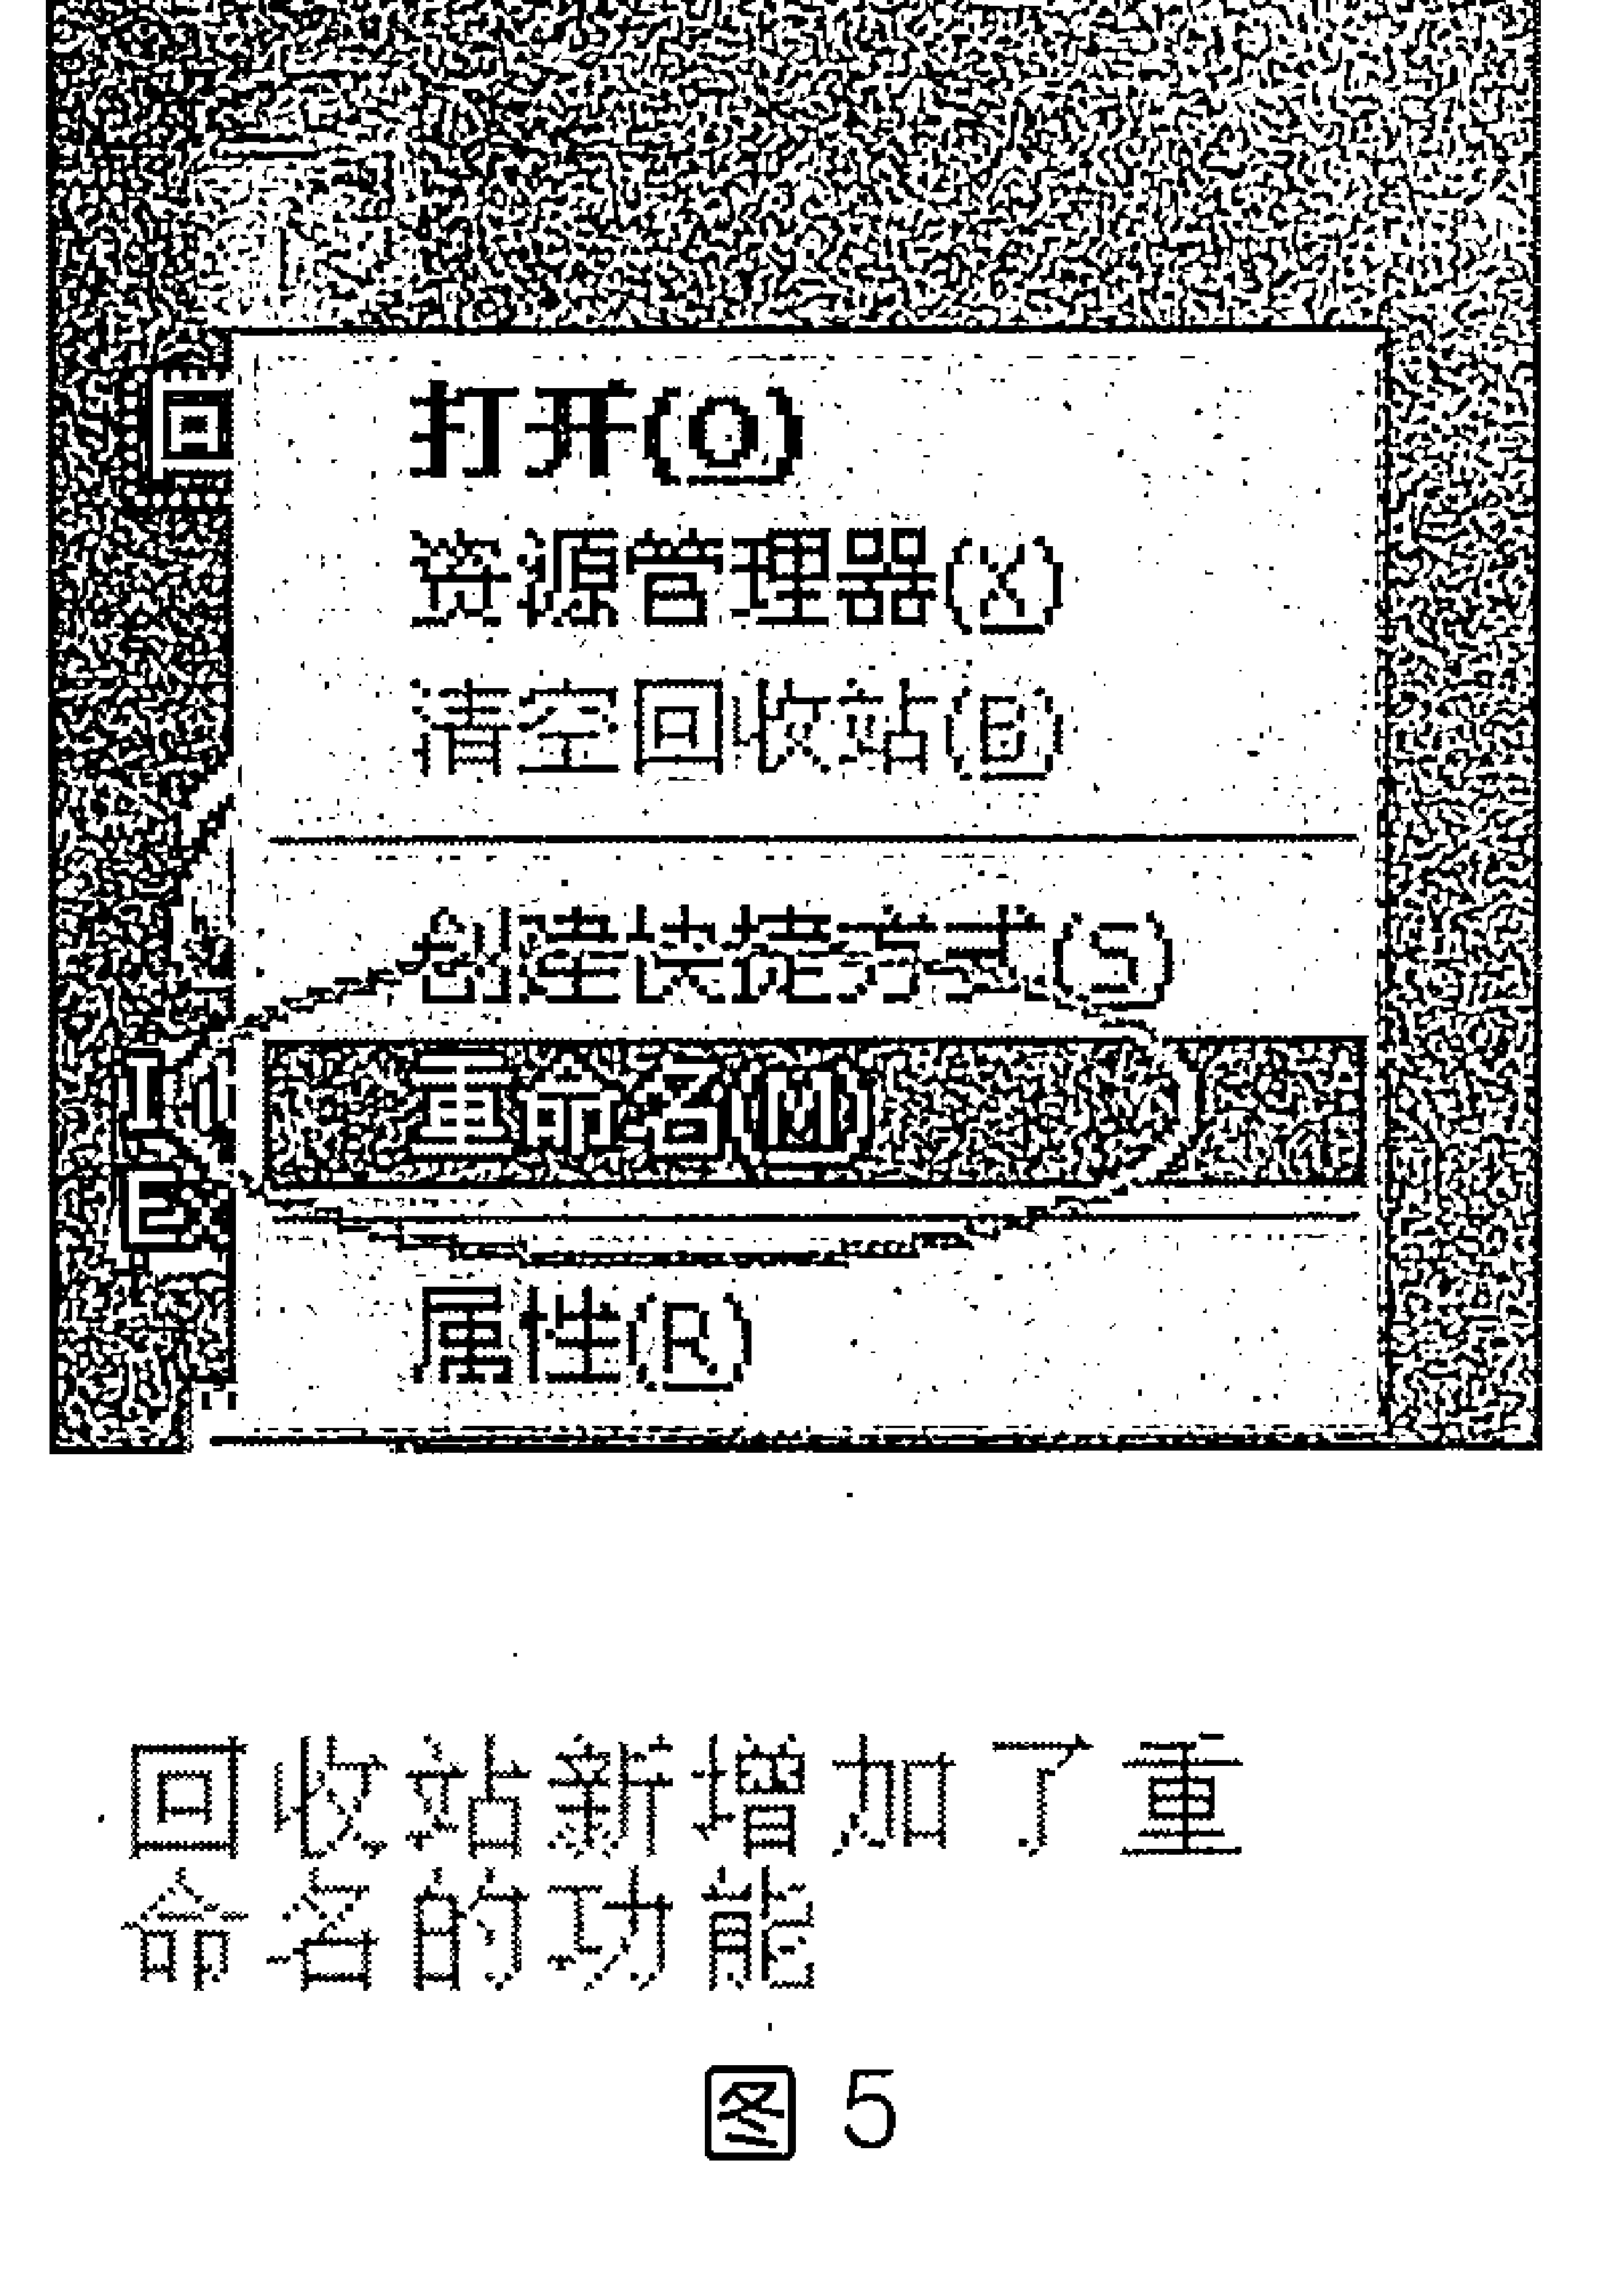 打开(O)
资源管理器(X)
清空回收站(B)
创建快捷方式(S)
重命名(M)
属性(R)
回收站新增加了重
命名的功能
图 5